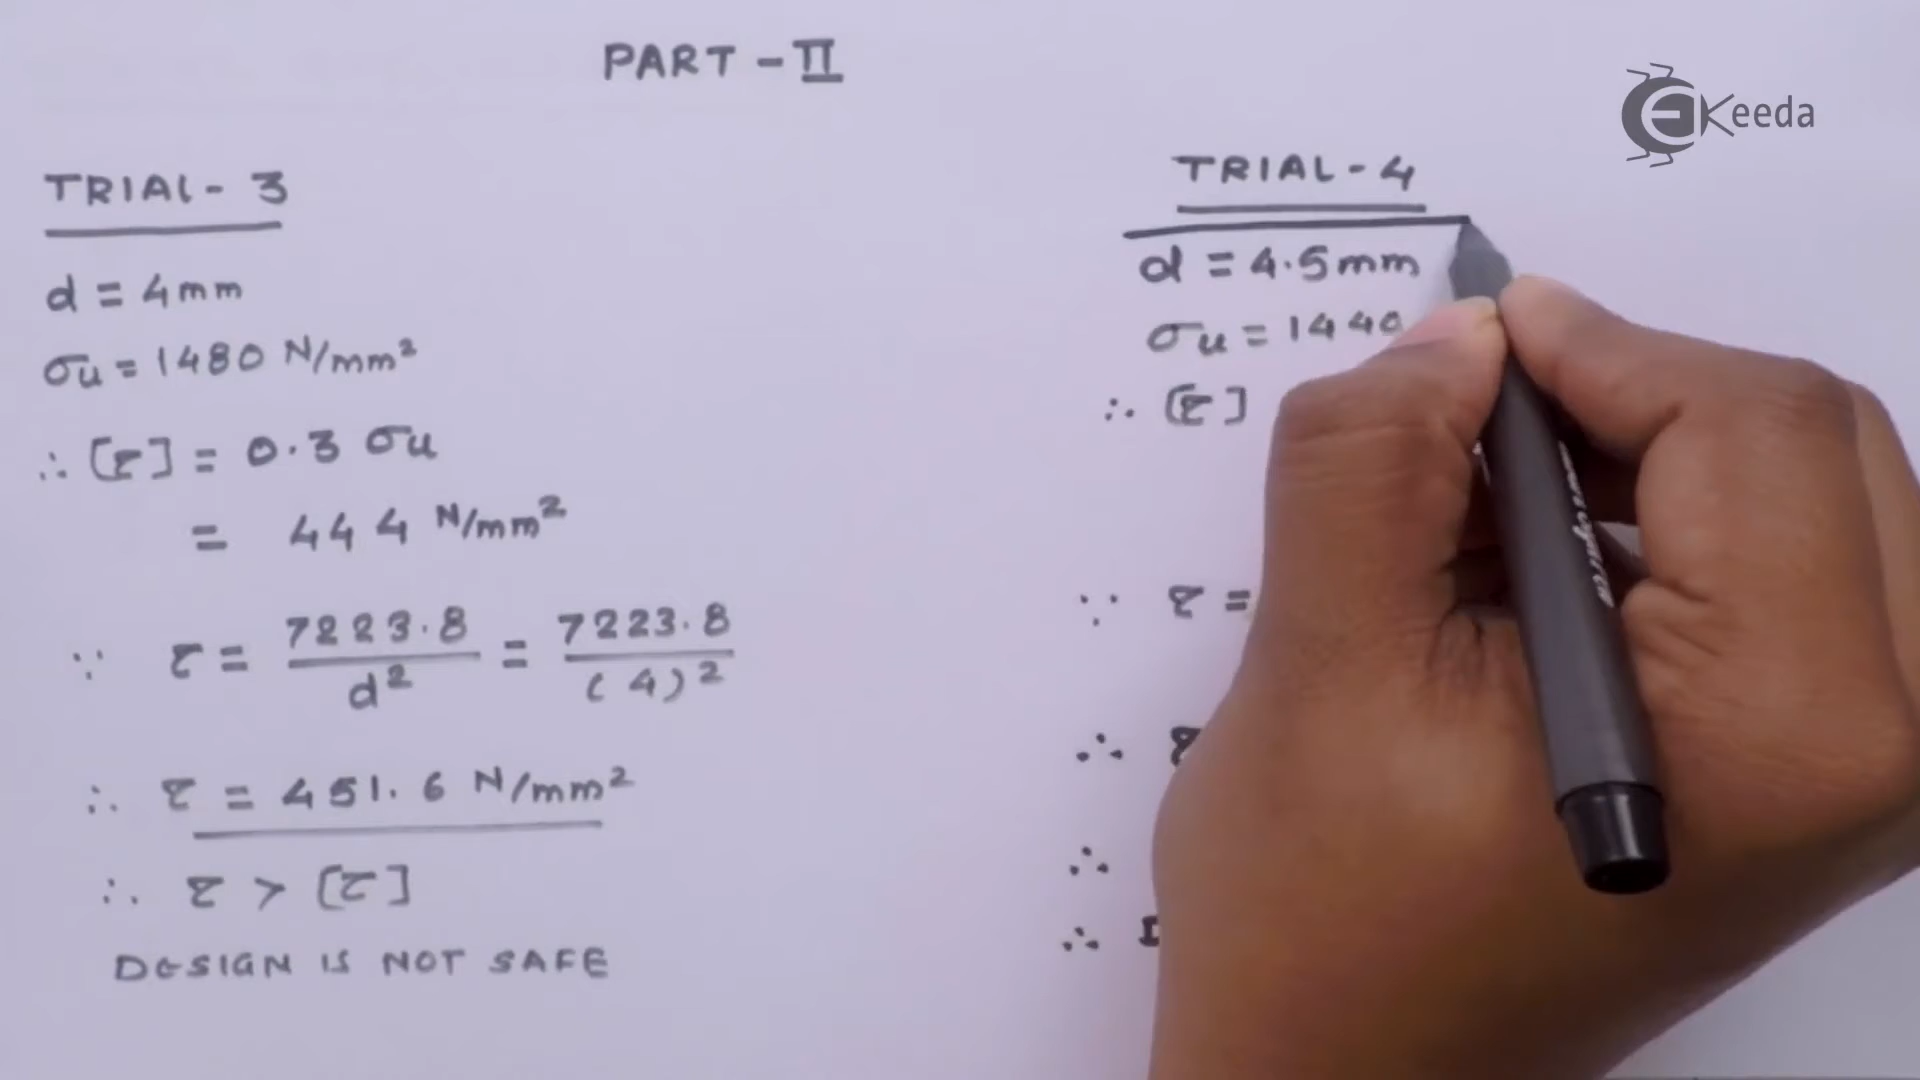 PART - II
EKeeda
TRIAL - 3
d = 4mm
σu = 1480 N/mm²
∴ [τ] = 0.3 σu
= 444 N/mm²
∵ τ = 7223.8 / d² = 7223.8 / (4)²
∴ τ = 451.6 N/mm²
∴ τ > [τ]
DESIGN IS NOT SAFE
TRIAL - 4
d = 4.5mm
σu = 1440
∴ [τ]
∵ τ =
∴ τ
∴
∴